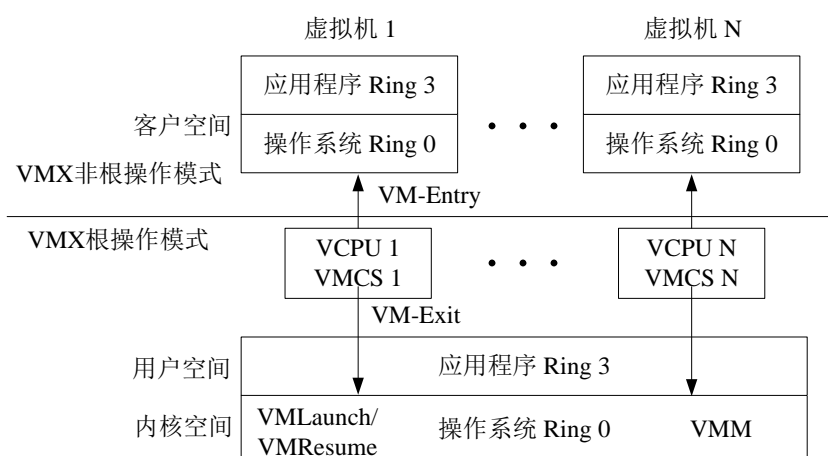 虚拟机 1
虚拟机 N
应用程序 Ring 3
应用程序 Ring 3
客户空间
操作系统 Ring 0
操作系统 Ring 0
VMX非根操作模式
VM-Entry
VMX根操作模式
VCPU 1
VMCS 1
VCPU N
VMCS N
VM-Exit
用户空间
应用程序 Ring 3
内核空间
VMLaunch/
VMResume
操作系统 Ring 0
VMM